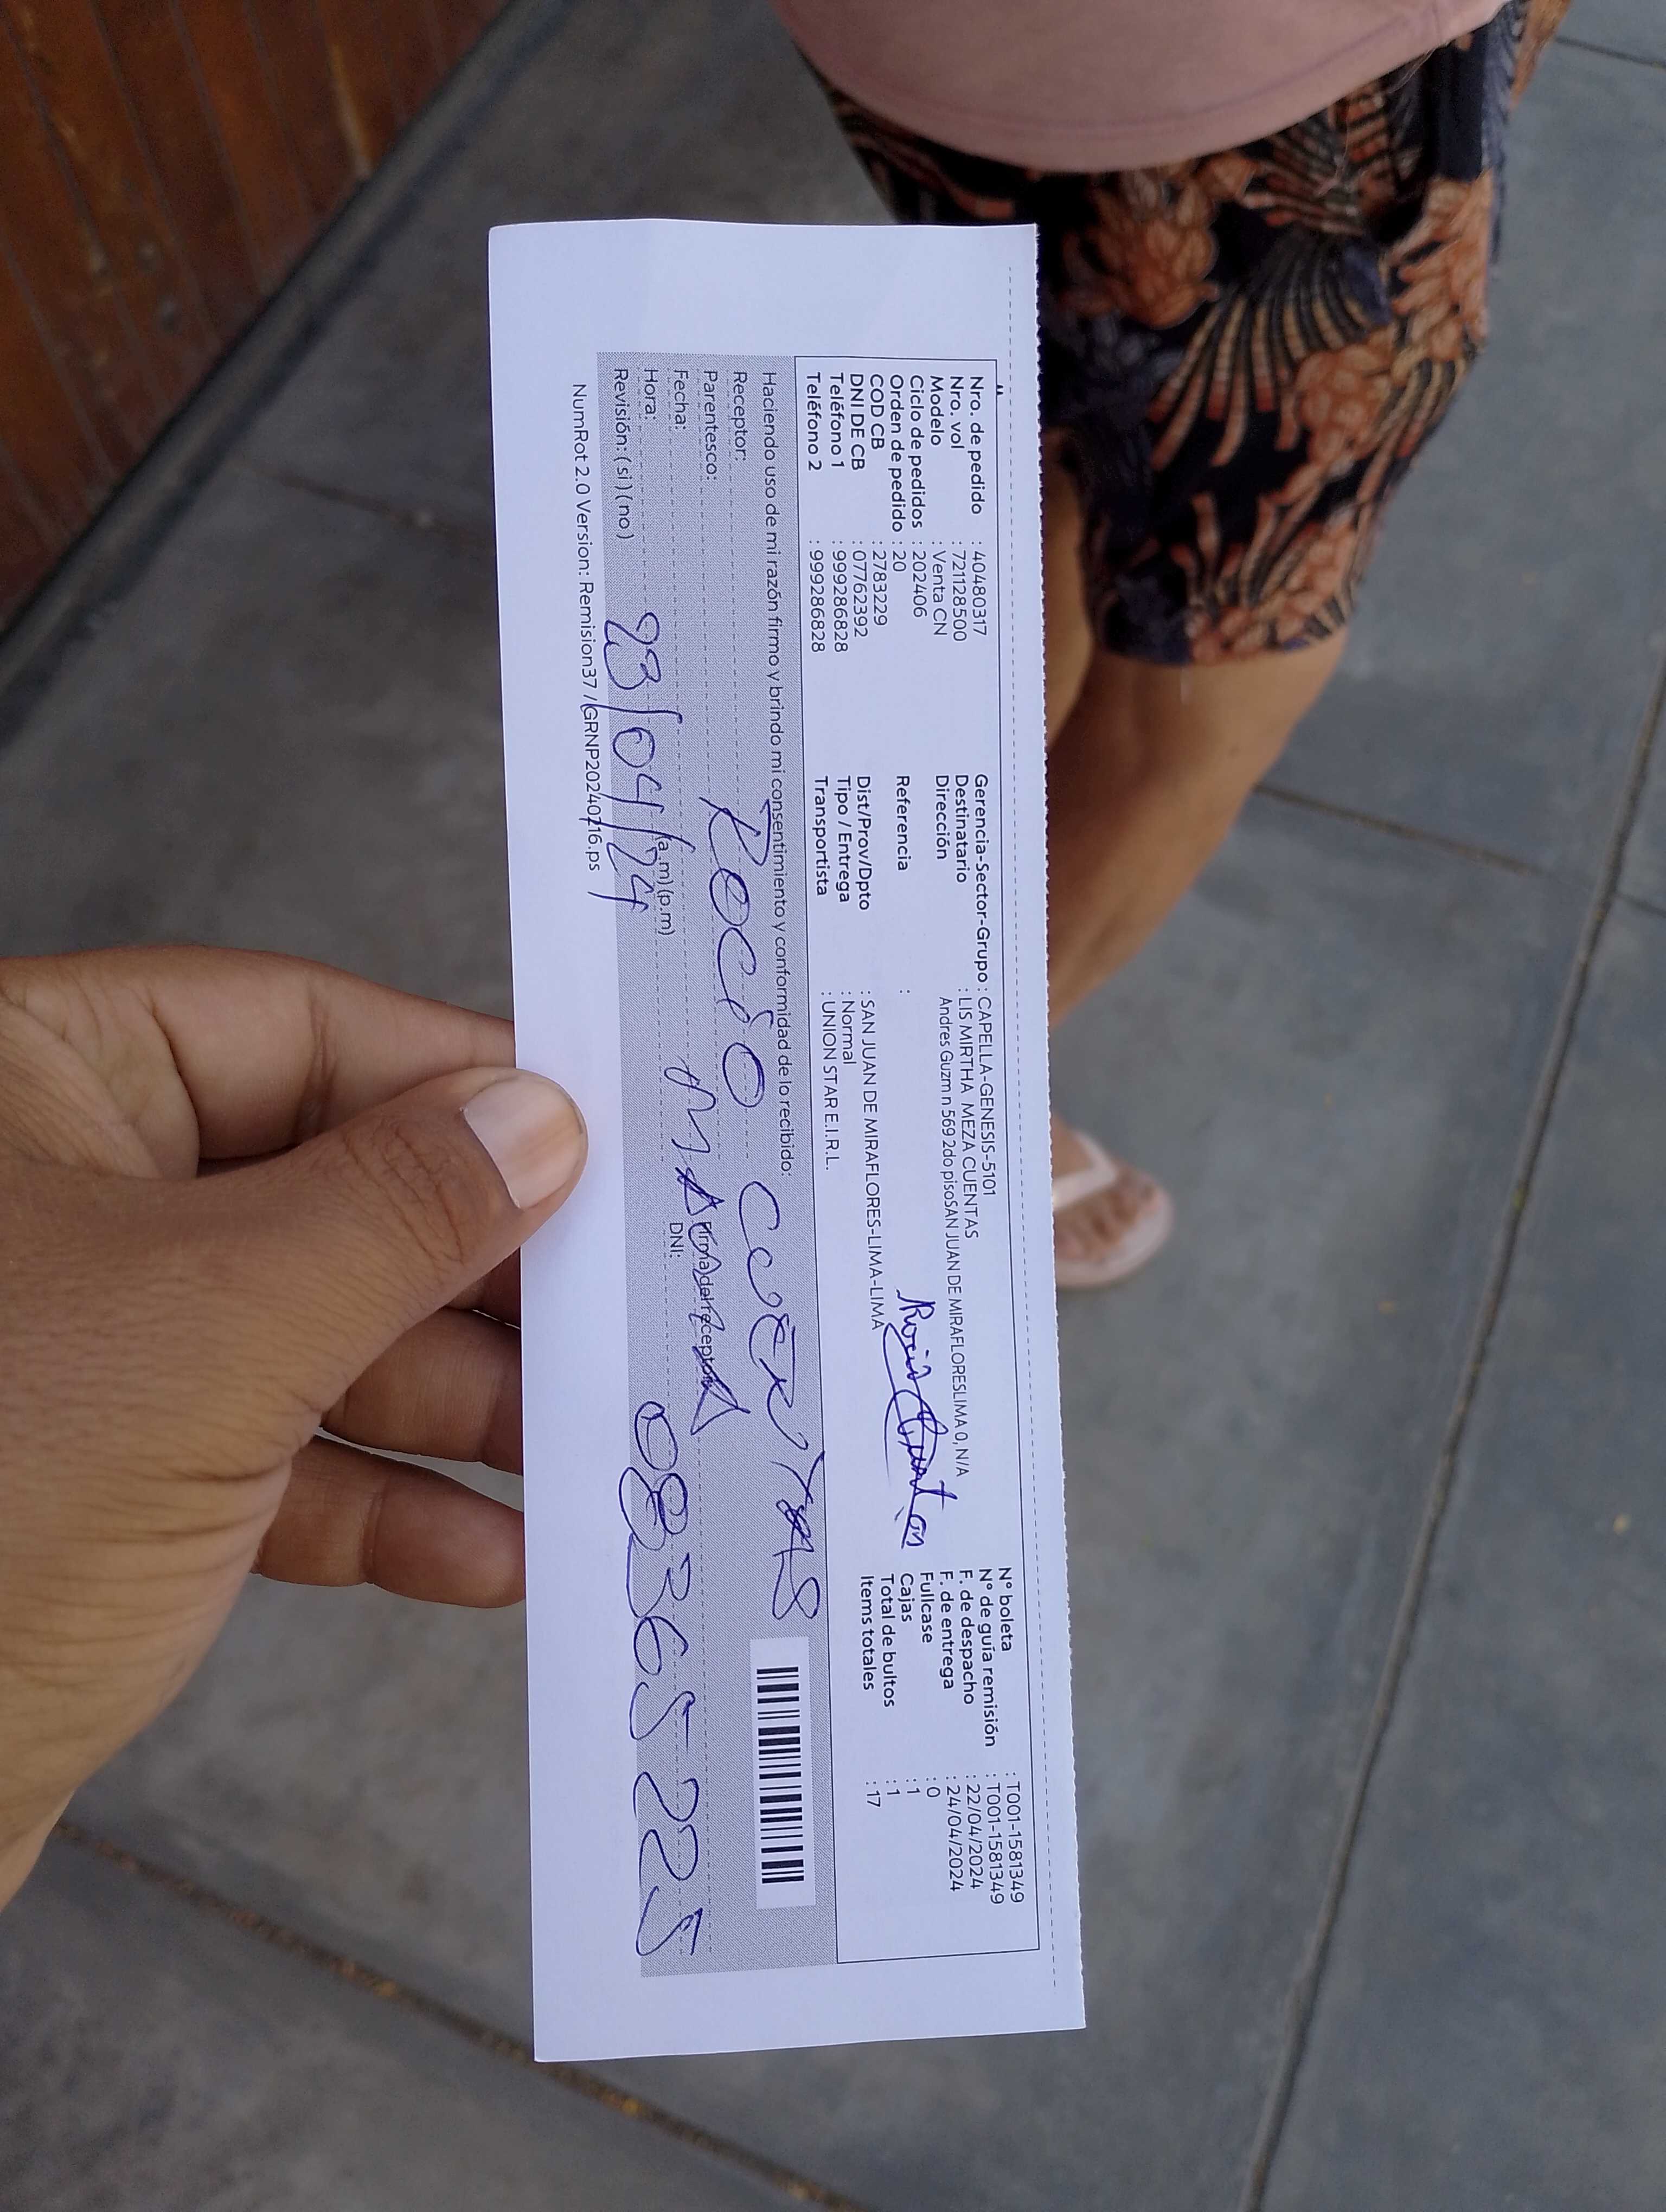 Nro. de pedido : 40480317
Nro. vol : 721128500
Modelo : Venta CN
Ciclo de pedidos : 202406
Orden de pedido : 20
COD CB : 2783229
DNI DE CB : 07762392
Teléfono 1 : 999286828
Teléfono 2 : 999286828
Gerencia-Sector-Grupo : CAPELLA-GENESIS-5101
Destinatario : LIS MIRTHA MEZA CUENTAS
Dirección Andres Guzm n 569 2do pisoSAN JUAN DE MIRAFLORESLIMA 0, N/A
Referencia :
Dist/Prov/Dpto : SAN JUAN DE MIRAFLORES-LIMA-LIMA
Tipo / Entrega : Normal
Transportista : UNION STAR E.I.R.L.
Rocío
N° boleta : T001-1581349
N° de guía remisión : T001-1581349
F. de despacho : 22/04/2024
F. de entrega : 24/04/2024
Fullcase : 0
Cajas : 1
Total de bultos : 1
Items totales : 17
Haciendo uso de mi razón firmo y brindo mi consentimiento y conformidad de lo recibido:
Receptor: Rocío
Parentesco:
Fecha:
Hora: (a.m) (p.m)
Revisión: (si) (no)
23/04/24
Firma del receptor
DNI: 08365225
NumRot 2.0 Version: Remision37 / GRNP20240216.ps